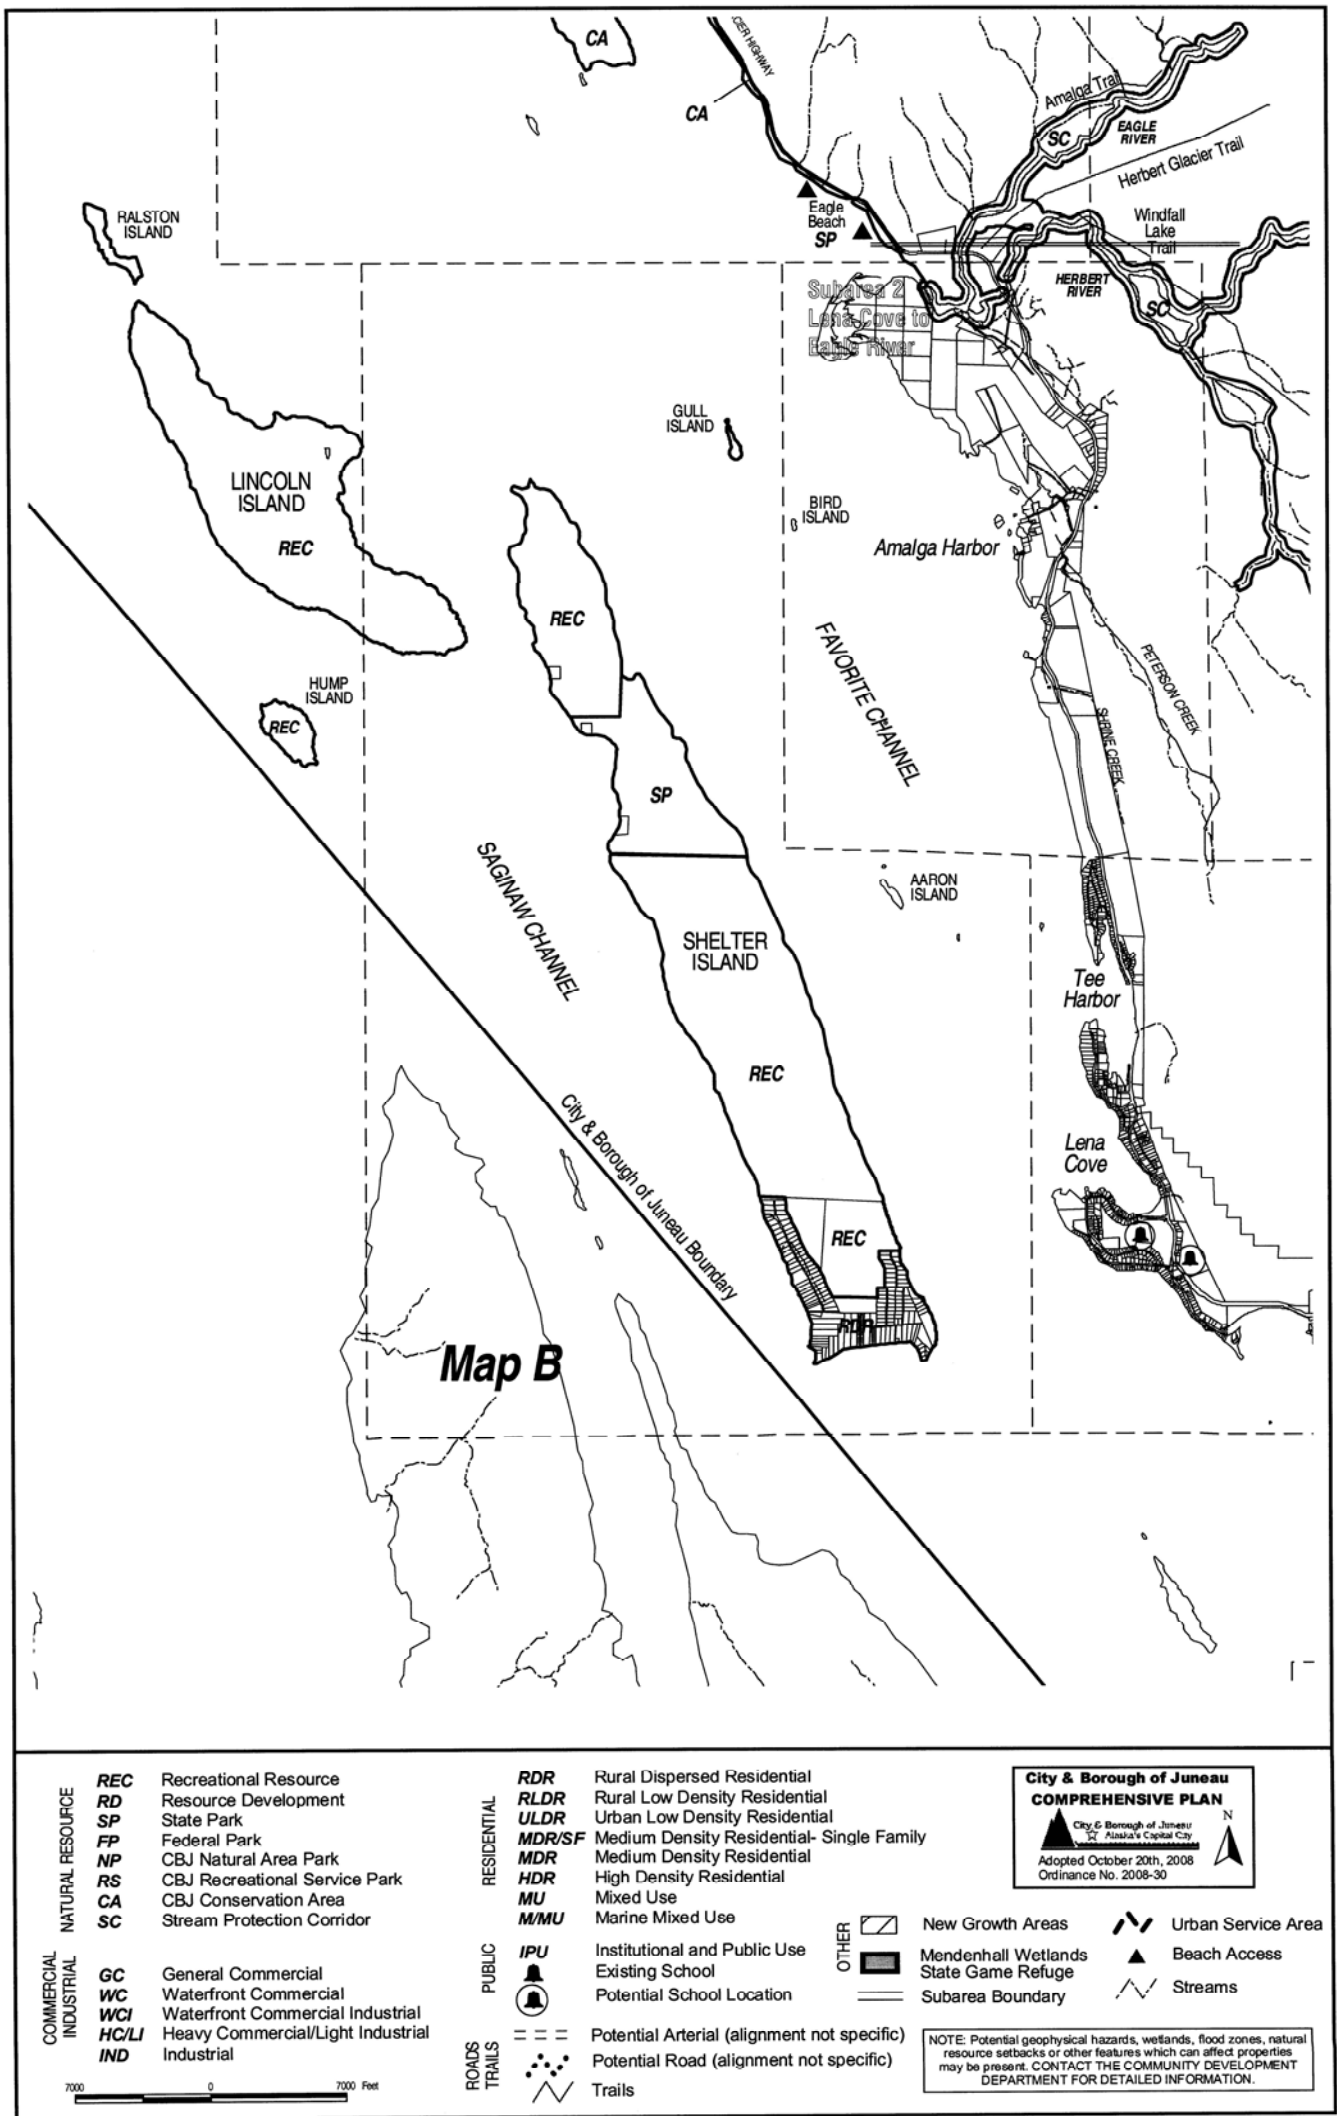 CA
CIER HIGHWAY
CA
Amalga Trail
SC
EAGLE
RIVER
Herbert Glacier Trail
RALSTON
ISLAND
Eagle
Beach
SP
Windfall
Lake
Trail
HERBERT
RIVER
SC
Subarea 2
Lena Cove to
Eagle River
GULL
ISLAND
LINCOLN
ISLAND
REC
BIRD
ISLAND
Amalga Harbor
REC
FAVORITE CHANNEL
PETERSON CREEK
HUMP
ISLAND
REC
SHRINE CREEK
SP
SAGINAW CHANNEL
AARON
ISLAND
SHELTER
ISLAND
Tee
Harbor
REC
City & Borough of Juneau Boundary
Lena
Cove
REC
RDR
Map B
NATURAL RESOURCE
REC Recreational Resource
RD Resource Development
SP State Park
FP Federal Park
NP CBJ Natural Area Park
RS CBJ Recreational Service Park
CA CBJ Conservation Area
SC Stream Protection Corridor
COMMERCIAL
INDUSTRIAL
GC General Commercial
WC Waterfront Commercial
WCI Waterfront Commercial Industrial
HC/LI Heavy Commercial/Light Industrial
IND Industrial
7000 0 7000 Feet
RESIDENTIAL
RDR Rural Dispersed Residential
RLDR Rural Low Density Residential
ULDR Urban Low Density Residential
MDR/SF Medium Density Residential- Single Family
MDR Medium Density Residential
HDR High Density Residential
MU Mixed Use
M/MU Marine Mixed Use
PUBLIC
IPU Institutional and Public Use
Existing School
Potential School Location
ROADS
TRAILS
Potential Arterial (alignment not specific)
Potential Road (alignment not specific)
Trails
OTHER
New Growth Areas
Mendenhall Wetlands
State Game Refuge
Subarea Boundary
Urban Service Area
Beach Access
Streams
City & Borough of Juneau
COMPREHENSIVE PLAN
N
City & Borough of Juneau
Alaska's Capital City
Adopted October 20th, 2008
Ordinance No. 2008-30
NOTE: Potential geophysical hazards, wetlands, flood zones, natural
resource setbacks or other features which can affect properties
may be present. CONTACT THE COMMUNITY DEVELOPMENT
DEPARTMENT FOR DETAILED INFORMATION.